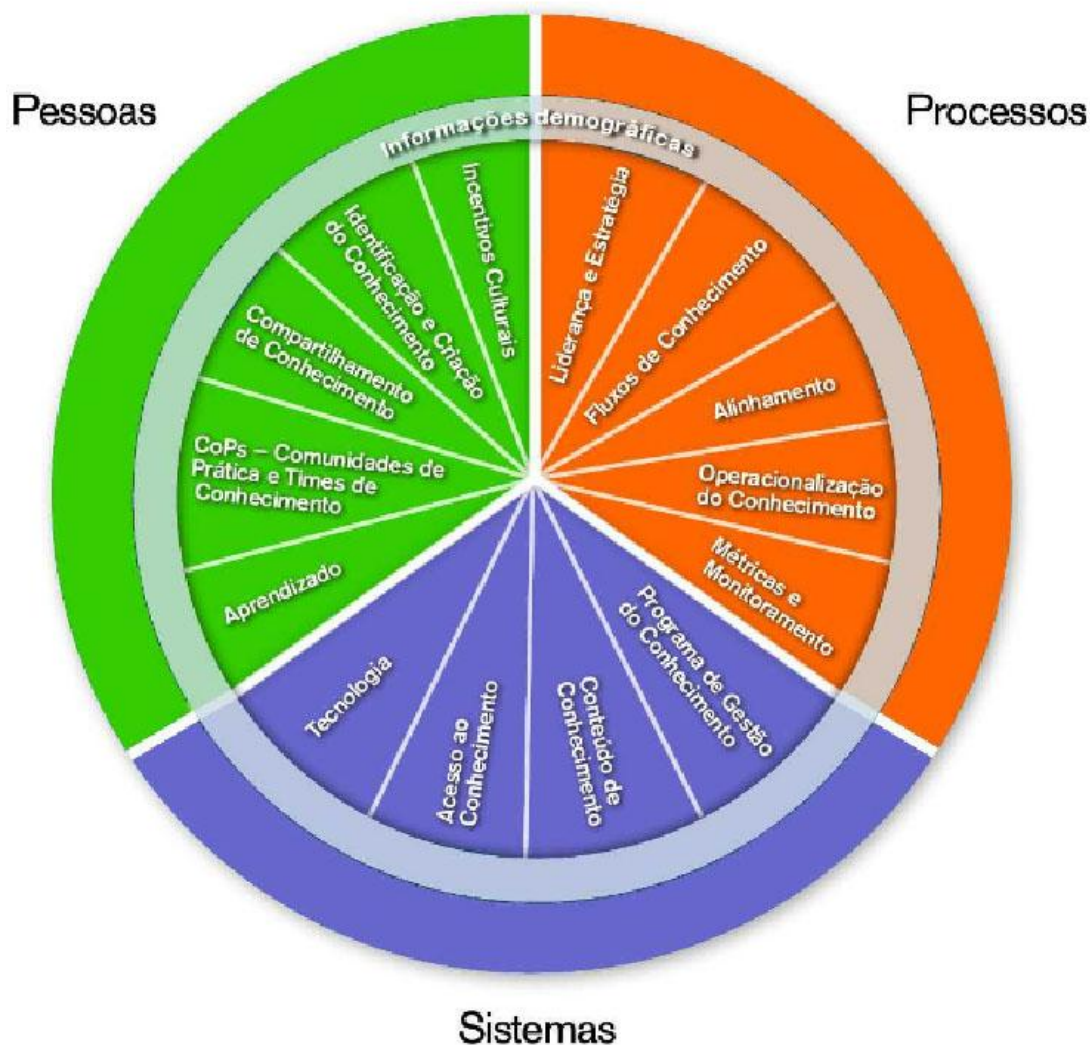 Pessoas
Processos
Informações demográficas
Incentivos Culturais
Identificação e Criação
do Conhecimento
Compartilhamento
de Conhecimento
CoPs – Comunidades de
Prática e Times de
Conhecimento
Aprendizado
Liderança e Estratégia
Fluxos de Conhecimento
Alinhamento
Operacionalização
do Conhecimento
Métricas e
Monitoramento
Programa de Gestão
do Conhecimento
Conteúdo de
Conhecimento
Acesso ao
Conhecimento
Tecnologia
Sistemas